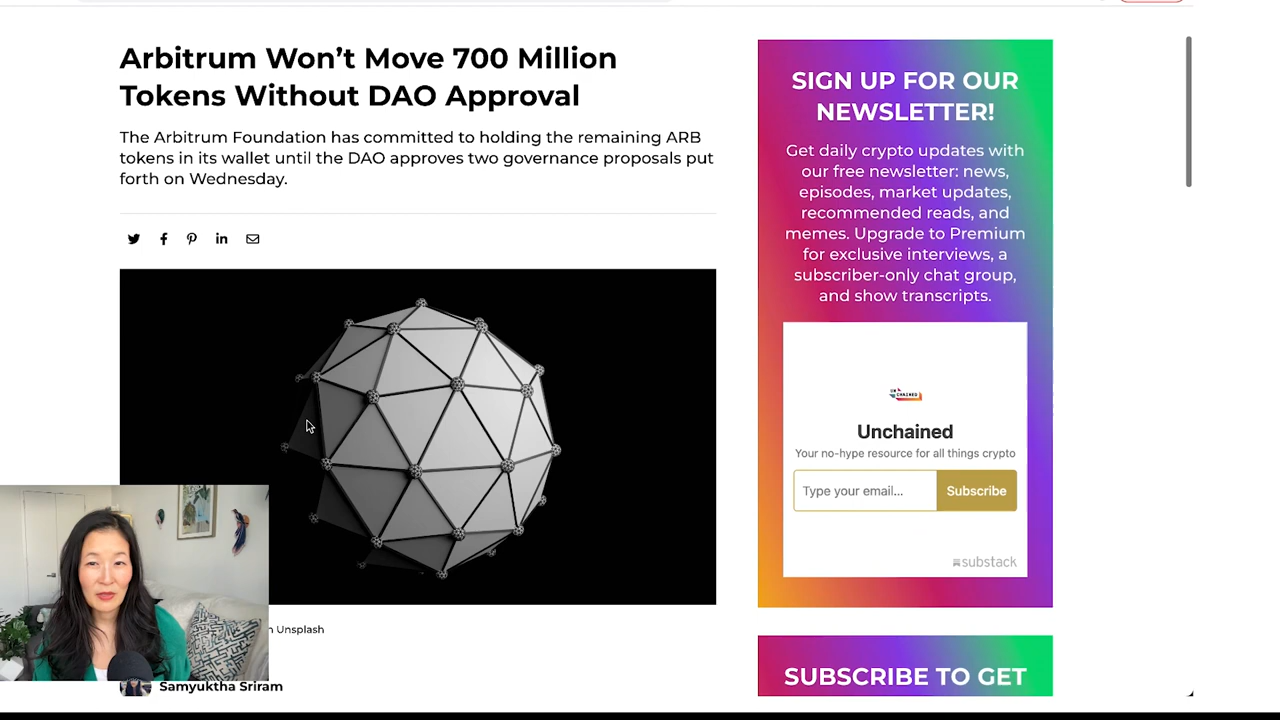 Arbitrum Won’t Move 700 Million
Tokens Without DAO Approval
The Arbitrum Foundation has committed to holding the remaining ARB
tokens in its wallet until the DAO approves two governance proposals put
forth on Wednesday.
n Unsplash
Samyuktha Sriram
SIGN UP FOR OUR
NEWSLETTER!
Get daily crypto updates with
our free newsletter: news,
episodes, market updates,
recommended reads, and
memes. Upgrade to Premium
for exclusive interviews, a
subscriber-only chat group,
and show transcripts.
UN
CHAINED
Unchained
Your no-hype resource for all things crypto
Type your email...
Subscribe
substack
SUBSCRIBE TO GET